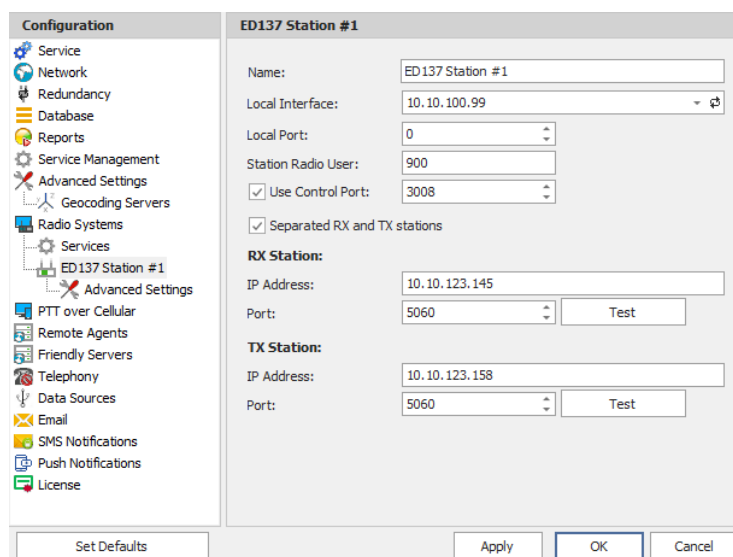 Configuration
Service
Network
Redundancy
Database
Reports
Service Management
Advanced Settings
Geocoding Servers
Radio Systems
Services
ED137 Station #1
Advanced Settings
PTT over Cellular
Remote Agents
Friendly Servers
Telephony
Data Sources
Email
SMS Notifications
Push Notifications
License
Set Defaults
ED137 Station #1
Name: ED137 Station #1
Local Interface: 10.10.100.99
Local Port: 0
Station Radio User: 900
Use Control Port: 3008
Separated RX and TX stations
RX Station:
IP Address: 10.10.123.145
Port: 5060 Test
TX Station:
IP Address: 10.10.123.158
Port: 5060 Test
Apply OK Cancel